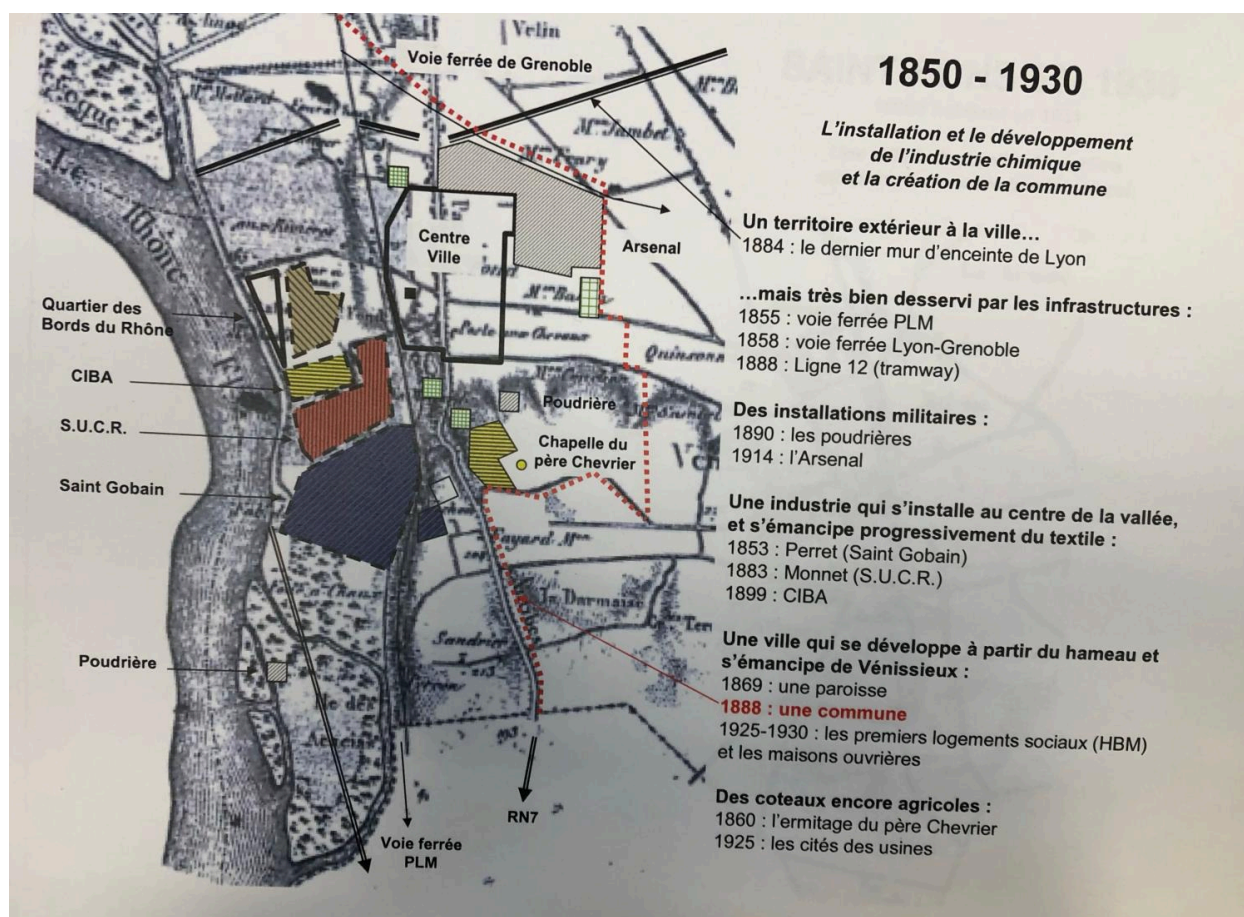 Velin
Voie ferrée de Grenoble
1850 - 1930
L'installation et le développement
de l'industrie chimique
et la création de la commune
Un territoire extérieur à la ville...
1884 : le dernier mur d'enceinte de Lyon
...mais très bien desservi par les infrastructures :
1855 : voie ferrée PLM
1858 : voie ferrée Lyon-Grenoble
1888 : Ligne 12 (tramway)
Des installations militaires :
1890 : les poudrières
1914 : l'Arsenal
Une industrie qui s'installe au centre de la vallée,
et s'émancipe progressivement du textile :
1853 : Perret (Saint Gobain)
1883 : Monnet (S.U.C.R.)
1899 : CIBA
Une ville qui se développe à partir du hameau et
s'émancipe de Vénissieux :
1869 : une paroisse
1888 : une commune
1925-1930 : les premiers logements sociaux (HBM)
et les maisons ouvrières
Des coteaux encore agricoles :
1860 : l'ermitage du père Chevrier
1925 : les cités des usines
Rhône
Centre
Ville
Arsenal
Quartier des
Bords du Rhône
CIBA
S.U.C.R.
Saint Gobain
Poudrière
Chapelle du
père Chevrier
la Darmaise
Poudrière
Voie ferrée
PLM
RN7